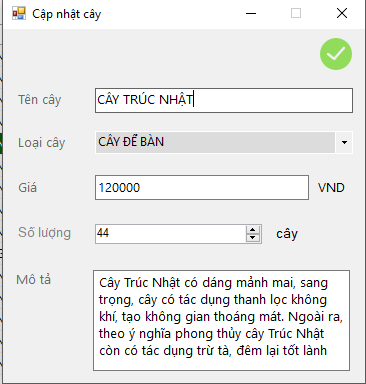 Cập nhật cây
Tên cây CÂY TRÚC NHẬT
Loại cây CÂY ĐỂ BÀN
Giá 120000 VND
Số lượng 44 cây
Mô tả
Cây Trúc Nhật có dáng mảnh mai, sang
trọng, cây có tác dụng thanh lọc không
khí, tạo không gian thoáng mát. Ngoài ra,
theo ý nghĩa phong thủy cây Trúc Nhật
còn có tác dụng trừ tà, đêm lại tốt lành